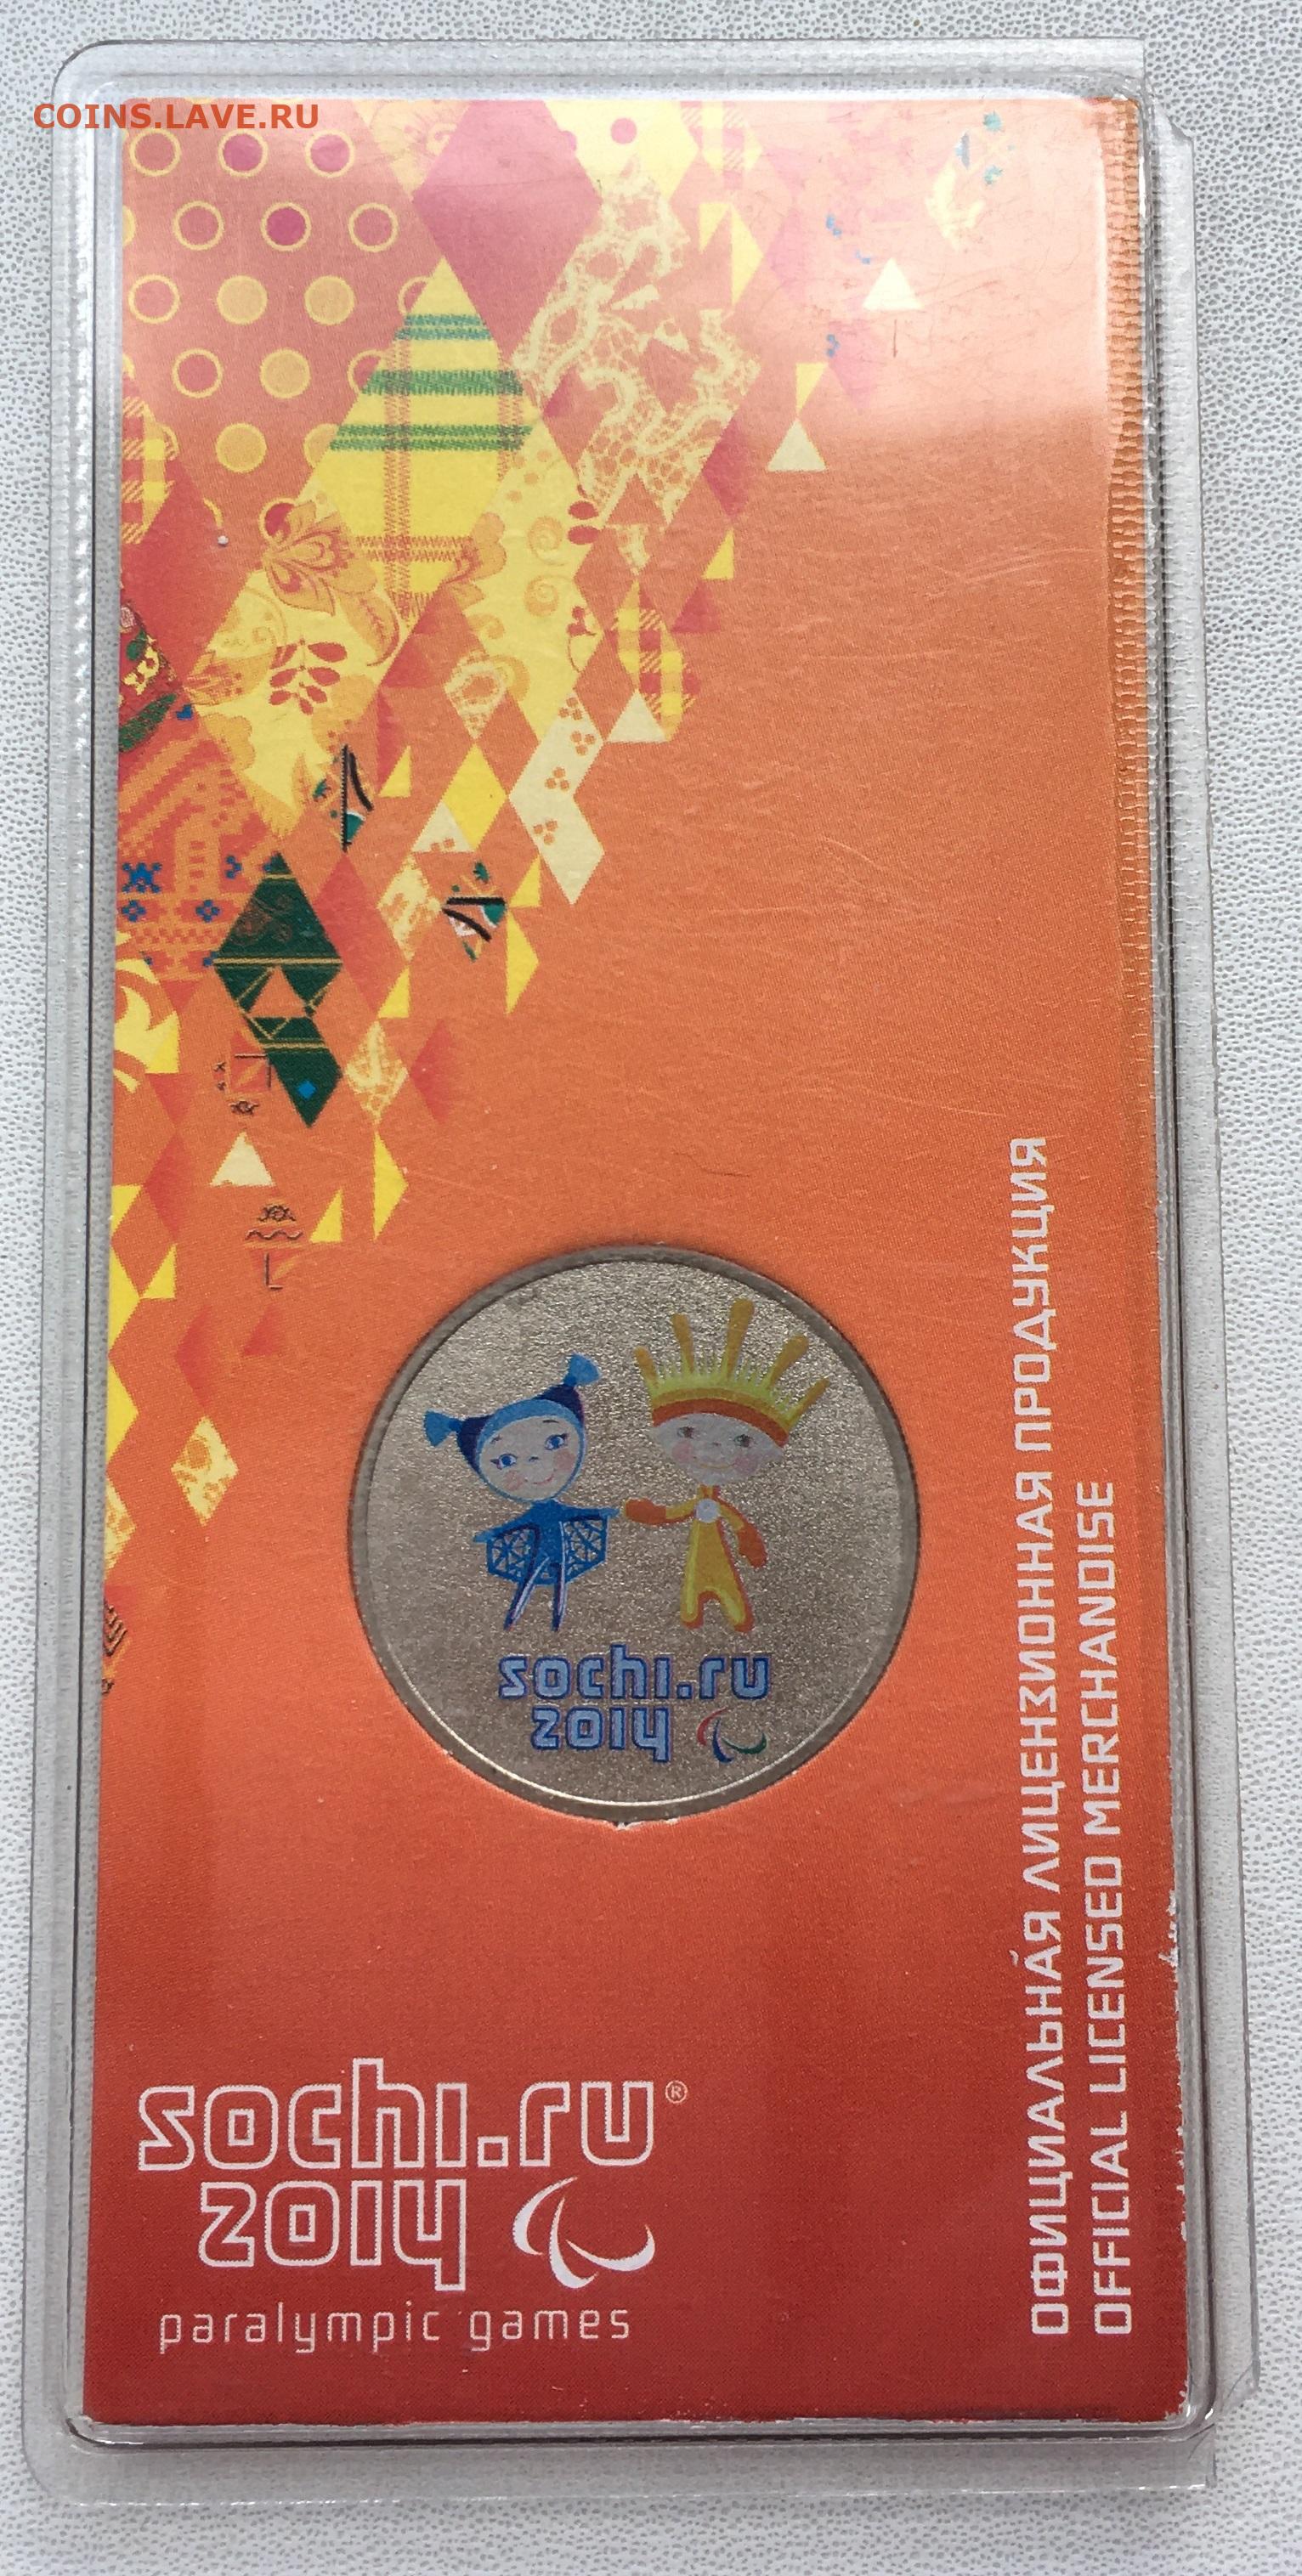 COINS.LAVE.RU
sochi.ru
2014
sochi.ru®
2014
paralympic games
ОФИЦИАЛЬНАЯ ЛИЦЕНЗИОННАЯ ПРОДУКЦИЯ
OFFICIAL LICENSED MERCHANDISE